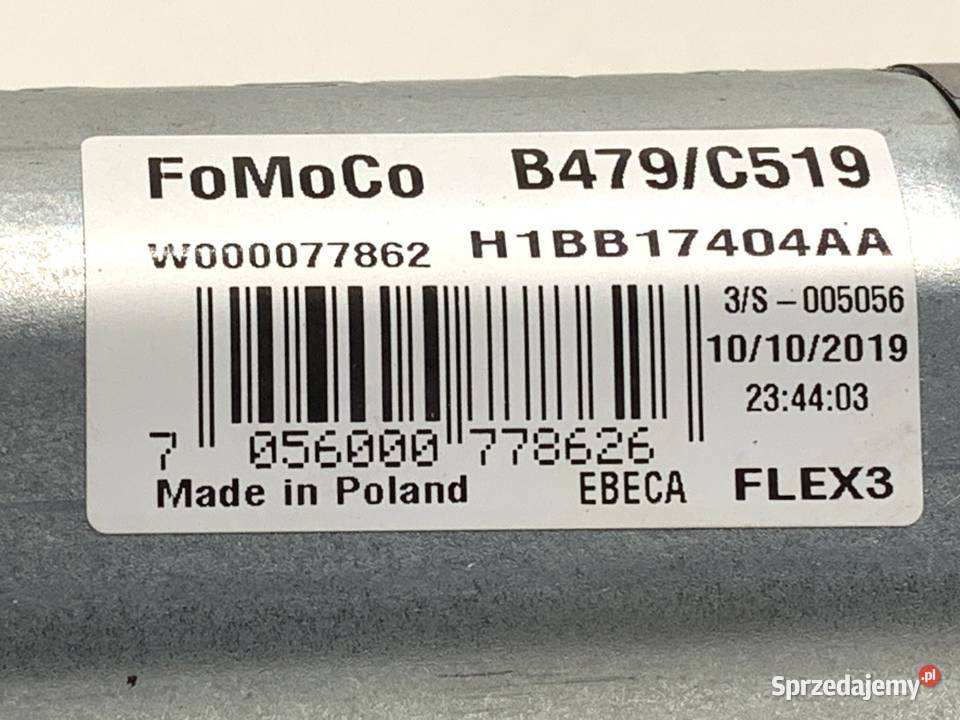 FoMoCo B479/C519
W000077862 H1BB17404AA
3/S – 005056
10/10/2019
23:44:03
7 056000 778626
Made in Poland EBECA FLEX3
Sprzedajemy.pl